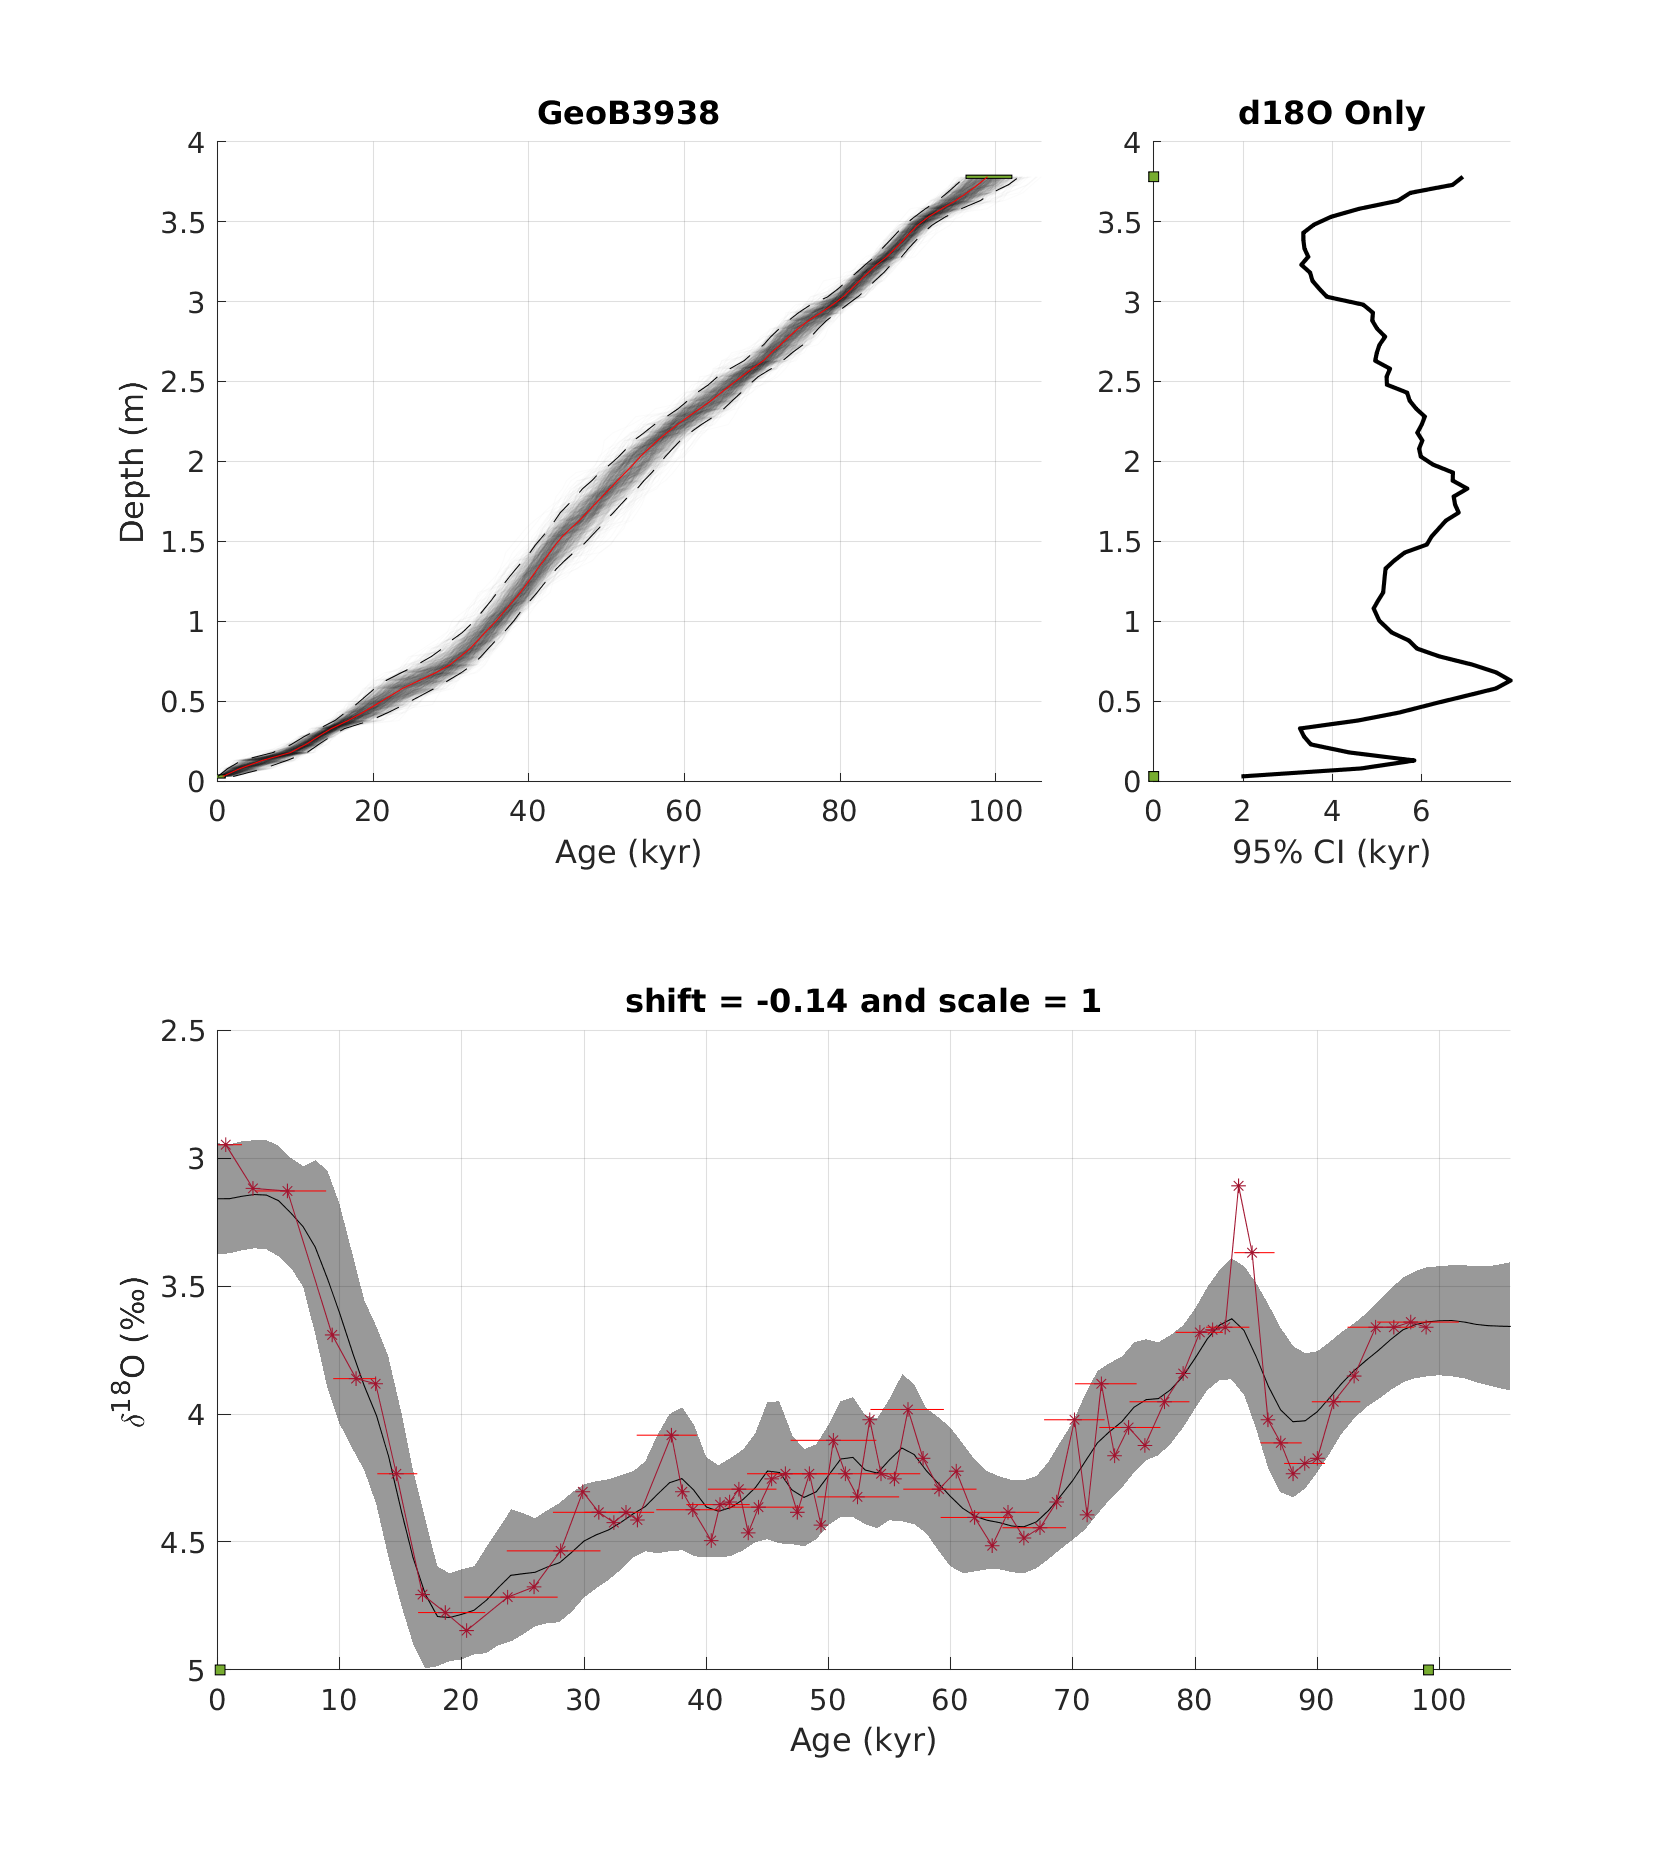 GeoB3938
4
3.5
3
2.5
2
1.5
1
0.5
0
Depth (m)
0 20 40 60 80 100
Age (kyr)
d18O Only
4
3.5
3
2.5
2
1.5
1
0.5
0
0 2 4 6
95% CI (kyr)
shift = -0.14 and scale = 1
2.5
3
3.5
4
4.5
5
δ18O (‰)
0 10 20 30 40 50 60 70 80 90 100
Age (kyr)